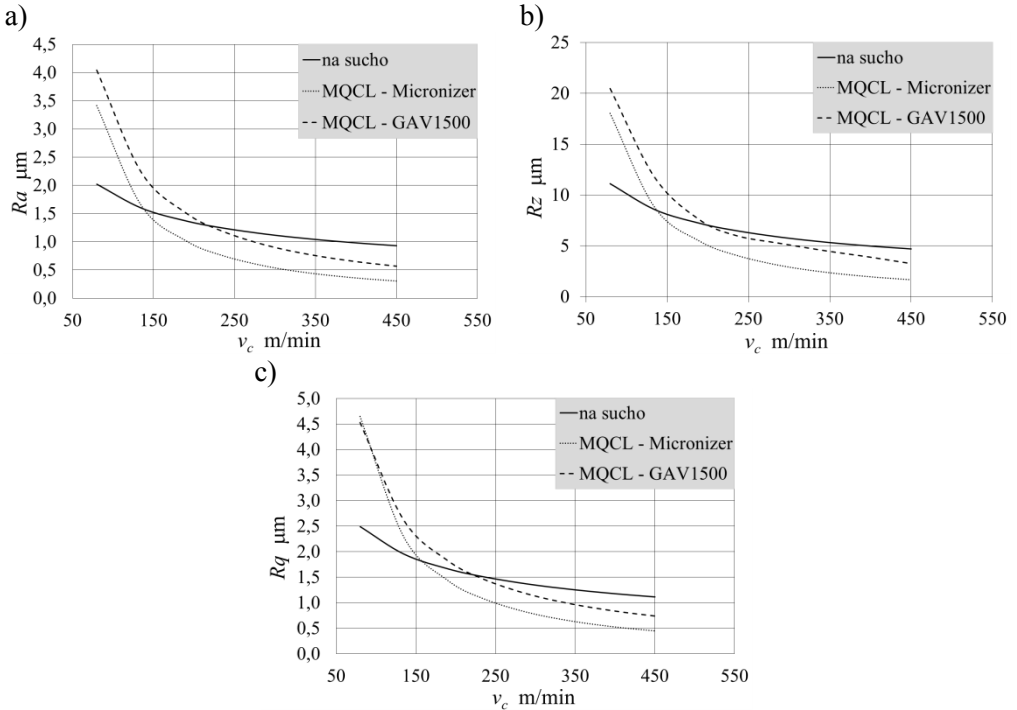 a)
4,5
4,0
3,5
3,0
2,5
2,0
1,5
1,0
0,5
0,0
Ra µm
50 150 250 350 450 550
v_c m/min
na sucho
MQCL - Micronizer
MQCL - GAV1500
b)
25
20
15
10
5
0
Rz µm
50 150 250 350 450 550
v_c m/min
na sucho
MQCL - Micronizer
MQCL - GAV1500
c)
5,0
4,5
4,0
3,5
3,0
2,5
2,0
1,5
1,0
0,5
0,0
Rq µm
50 150 250 350 450 550
v_c m/min
na sucho
MQCL - Micronizer
MQCL - GAV1500